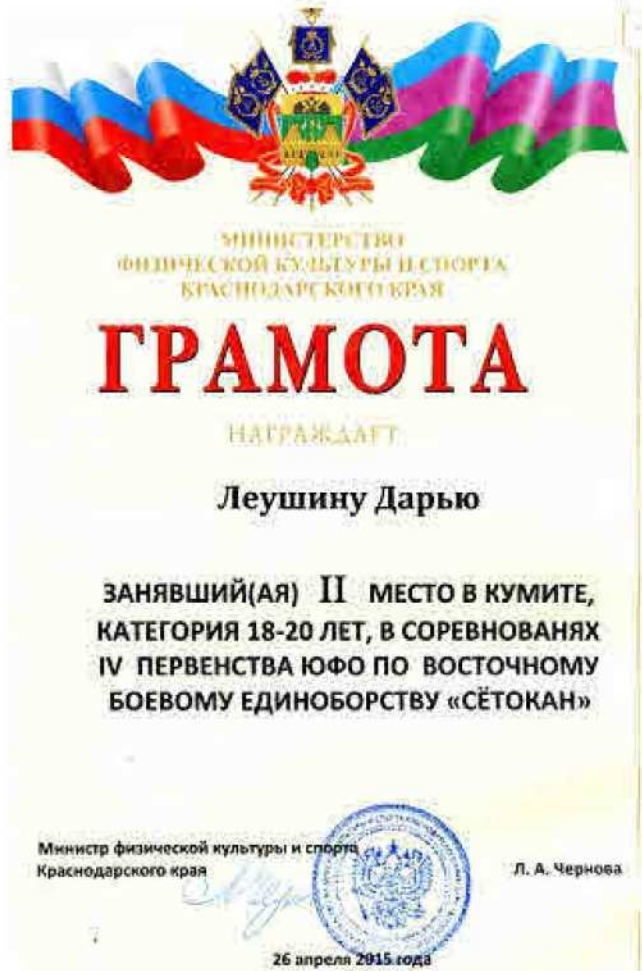 МИНИСТЕРСТВО
ФИЗИЧЕСКОЙ КУЛЬТУРЫ И СПОРТА
КРАСНОДАРСКОГО КРАЯ
ГРАМОТА
НАГРАЖДАЕТ
Леушину Дарью
ЗАНЯВШИЙ(АЯ) II МЕСТО В КУМИТЕ,
КАТЕГОРИЯ 18-20 ЛЕТ, В СОРЕВНОВАНЯХ
IV ПЕРВЕНСТВА ЮФО ПО ВОСТОЧНОМУ
БОЕВОМУ ЕДИНОБОРСТВУ «СЁТОКАН»
Министр физической культуры и спорта
Краснодарского края
Л. А. Чернова
26 апреля 2015 года